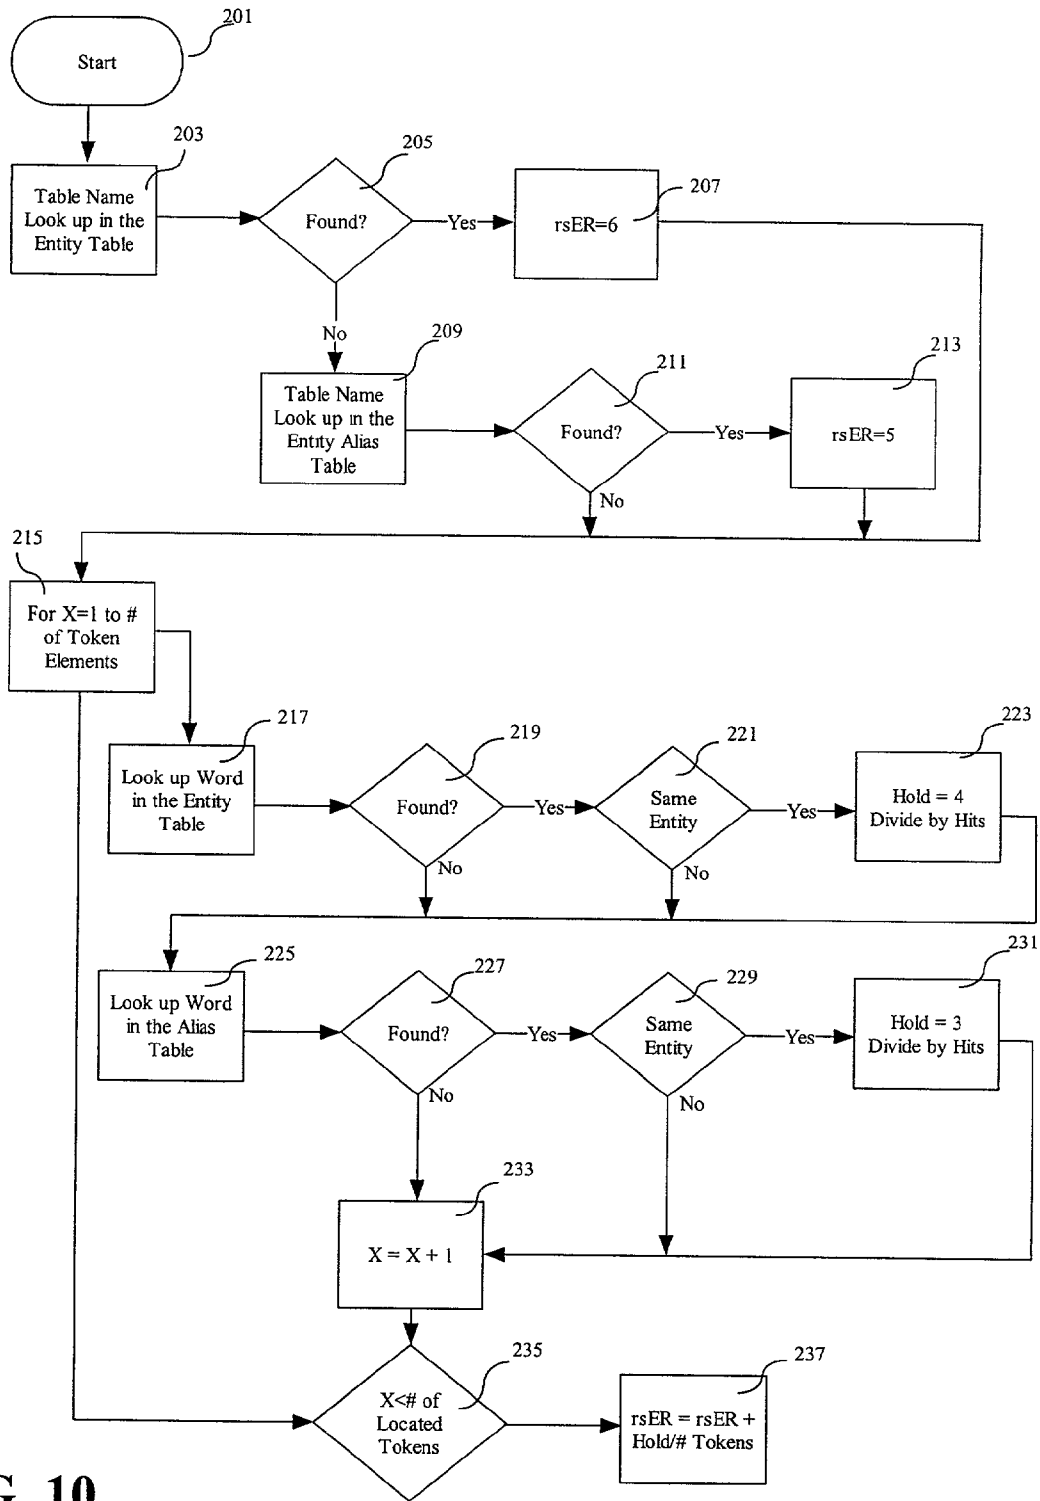 201
Start
203
205
Table Name
Look up in the
Entity Table
Found?
Yes
rsER=6
207
No
209
Table Name
Look up in the
Entity Alias
Table
211
Found?
Yes
213
rsER=5
No
215
For X=1 to #
of Token
Elements
217
Look up Word
in the Entity
Table
219
Found?
Yes
221
Same
Entity
Yes
223
Hold = 4
Divide by Hits
No
No
225
Look up Word
in the Alias
Table
227
Found?
Yes
229
Same
Entity
Yes
231
Hold = 3
Divide by Hits
No
No
233
X = X + 1
235
X<# of
Located
Tokens
237
rsER = rsER +
Hold/# Tokens
10